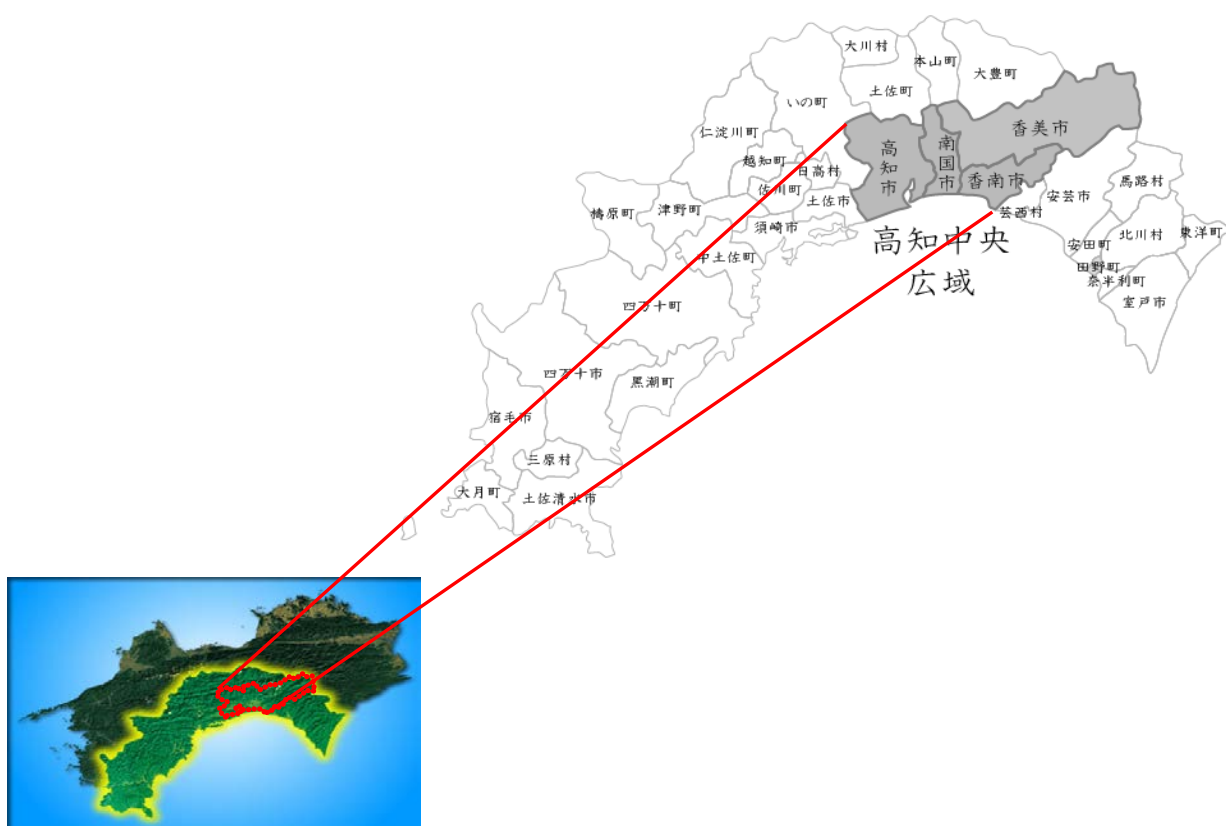 大川村
本山町
大豊町
土佐町
いの町
仁淀川町
香美市
高知市
南国市
越知町
日高村
香南市
佐川町
馬路村
安芸市
土佐市
津野町
梼原町
芸西村
須崎市
北川村
東洋町
安田町
中土佐町
田野町
奈半利町
室戸市
高知中央
広域
四万十町
四万十市
黒潮町
宿毛市
三原村
大月町
土佐清水市